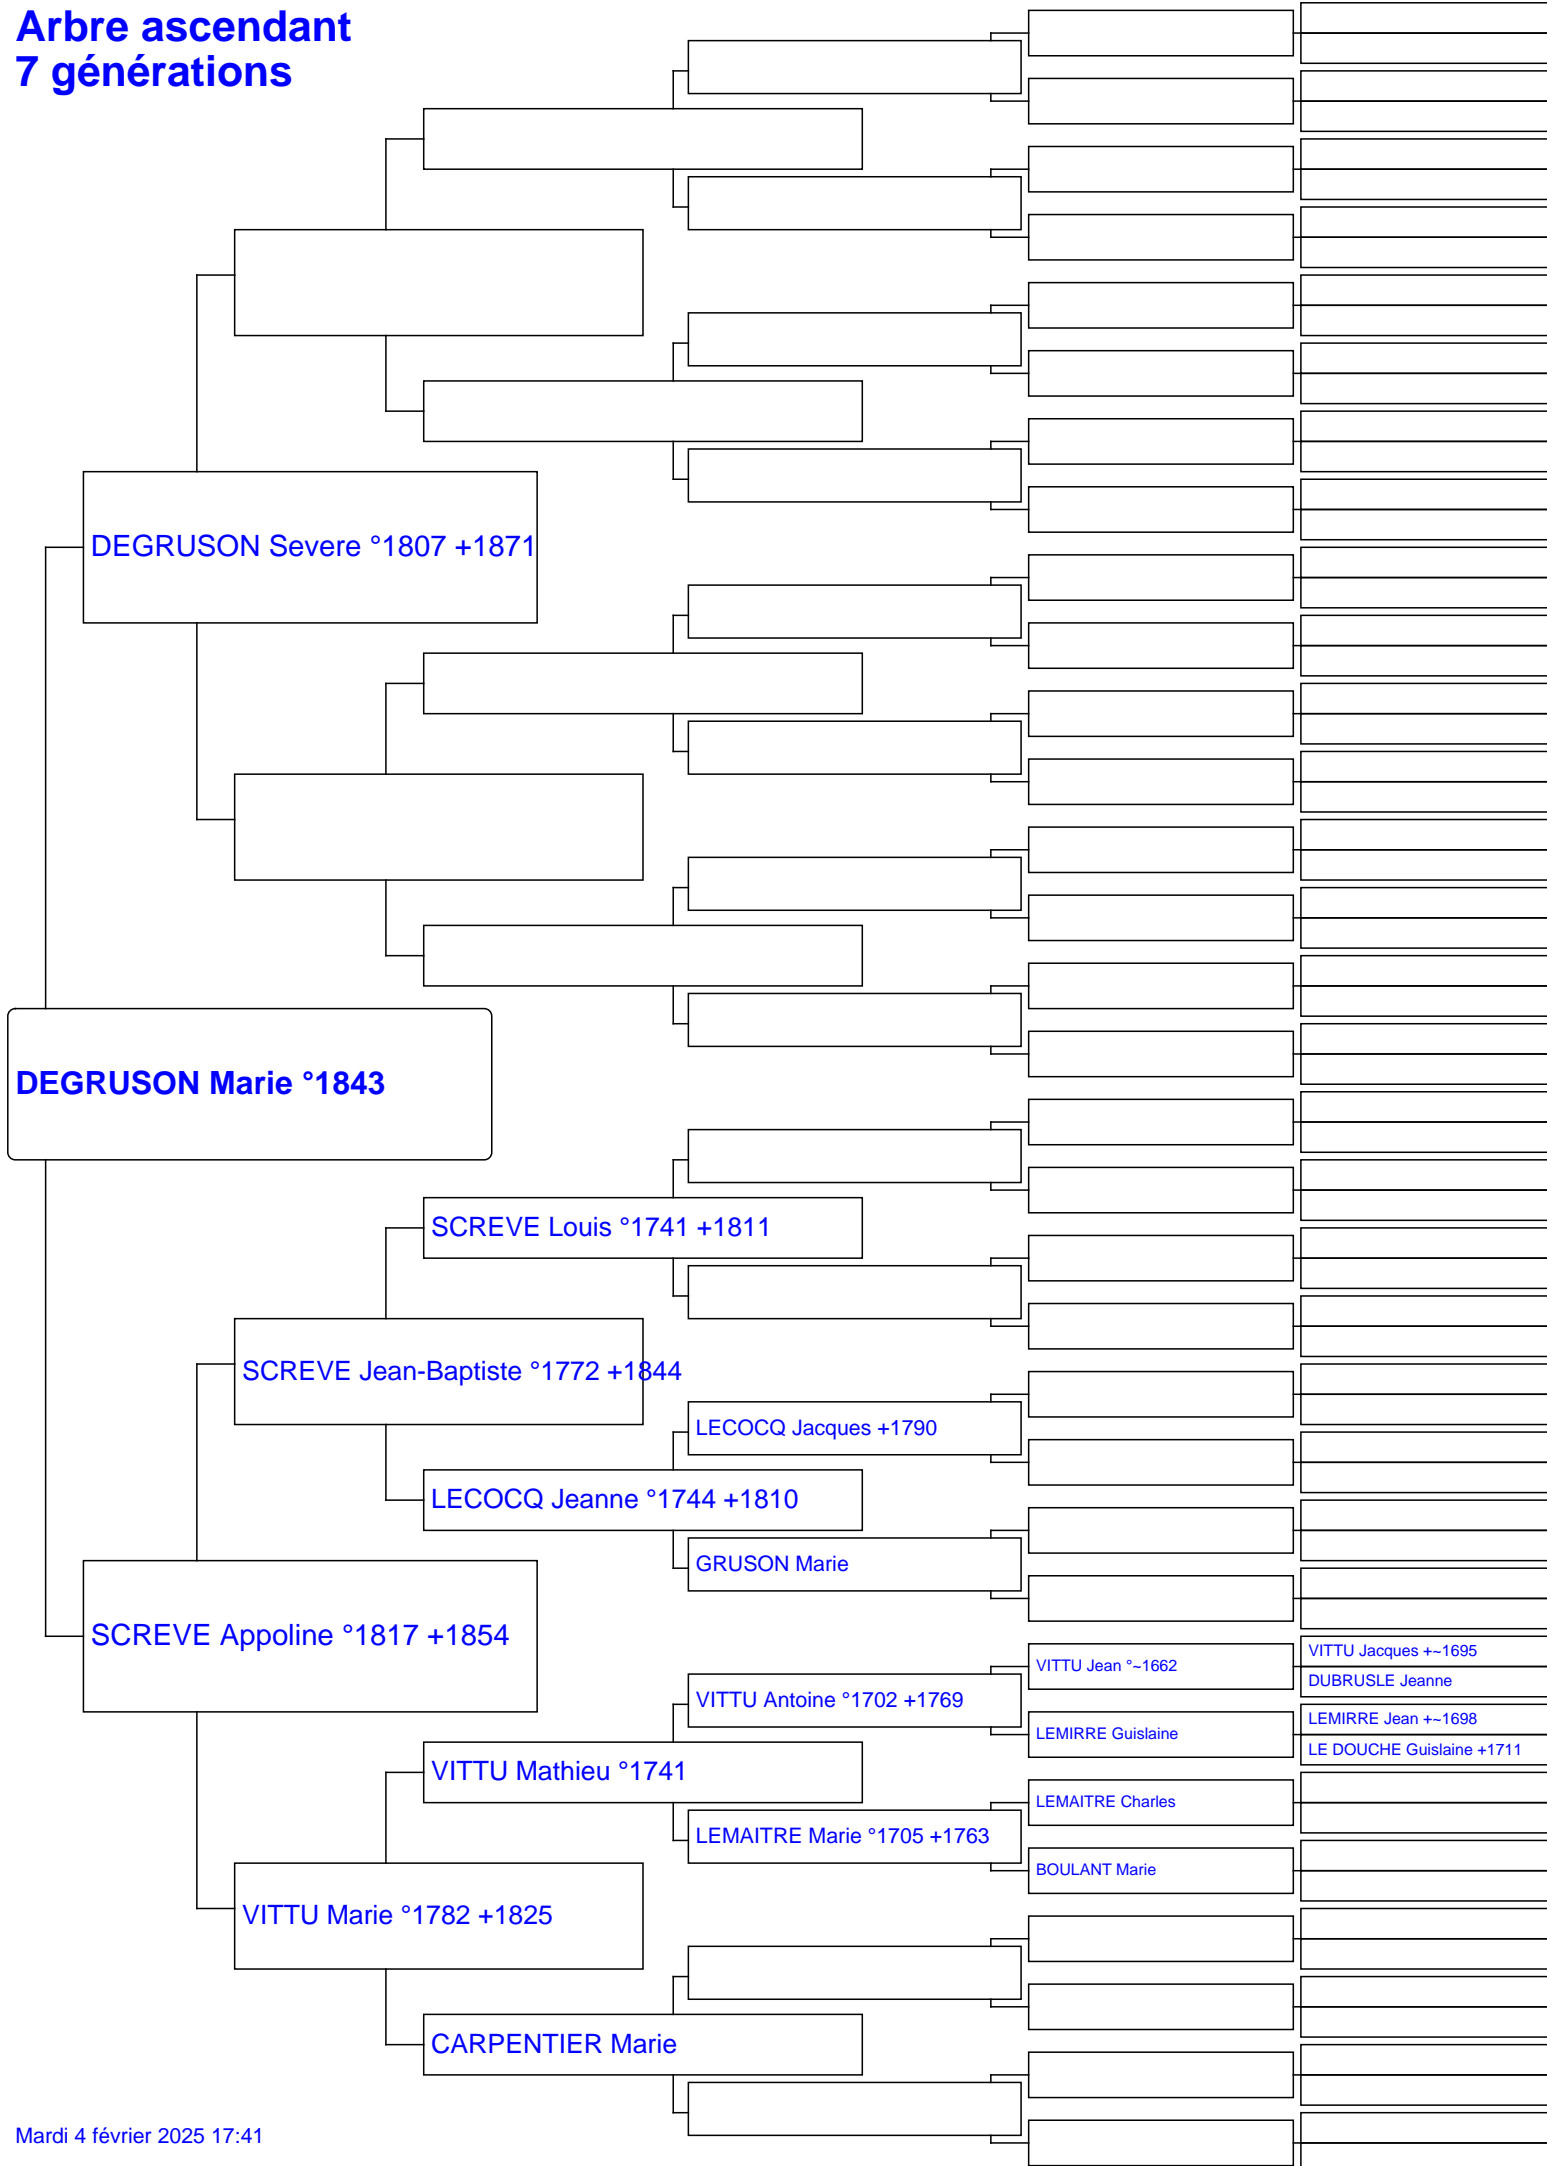 Arbre ascendant
7 générations
DEGRUSON Severe °1807 +1871
DEGRUSON Marie °1843
SCREVE Louis °1741 +1811
SCREVE Jean-Baptiste °1772 +1844
LECOCQ Jacques +1790
LECOCQ Jeanne °1744 +1810
GRUSON Marie
SCREVE Appoline °1817 +1854
VITTU Jacques +~1695
VITTU Jean °~1662
DUBRUSLE Jeanne
VITTU Antoine °1702 +1769
LEMIRRE Jean +~1698
LEMIRRE Guislaine
LE DOUCHE Guislaine +1711
VITTU Mathieu °1741
LEMAITRE Charles
LEMAITRE Marie °1705 +1763
BOULANT Marie
VITTU Marie °1782 +1825
CARPENTIER Marie
Mardi 4 février 2025 17:41